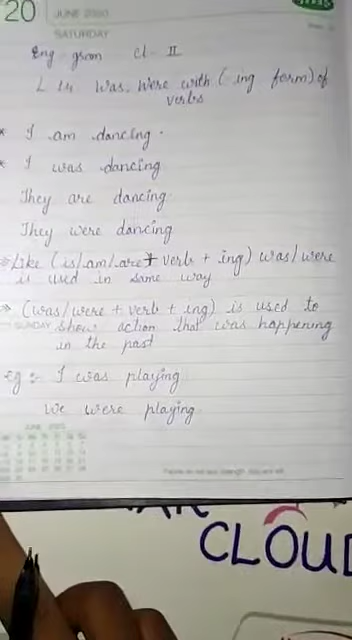 20
JUNE 2020
SATURDAY
Eng gram Cl - II
L 14 Was, Were with (-ing form) of
verbs
* I am dancing.
* I was dancing
They are dancing
They were dancing
Like (is/am/are + verb + ing) was/were
is used in same way
(was/were + verb + ing) is used to
SUNDAY show action that was happening
in the past
Eg :- I was playing
We were playing.
JUNE 2020
CLOUD